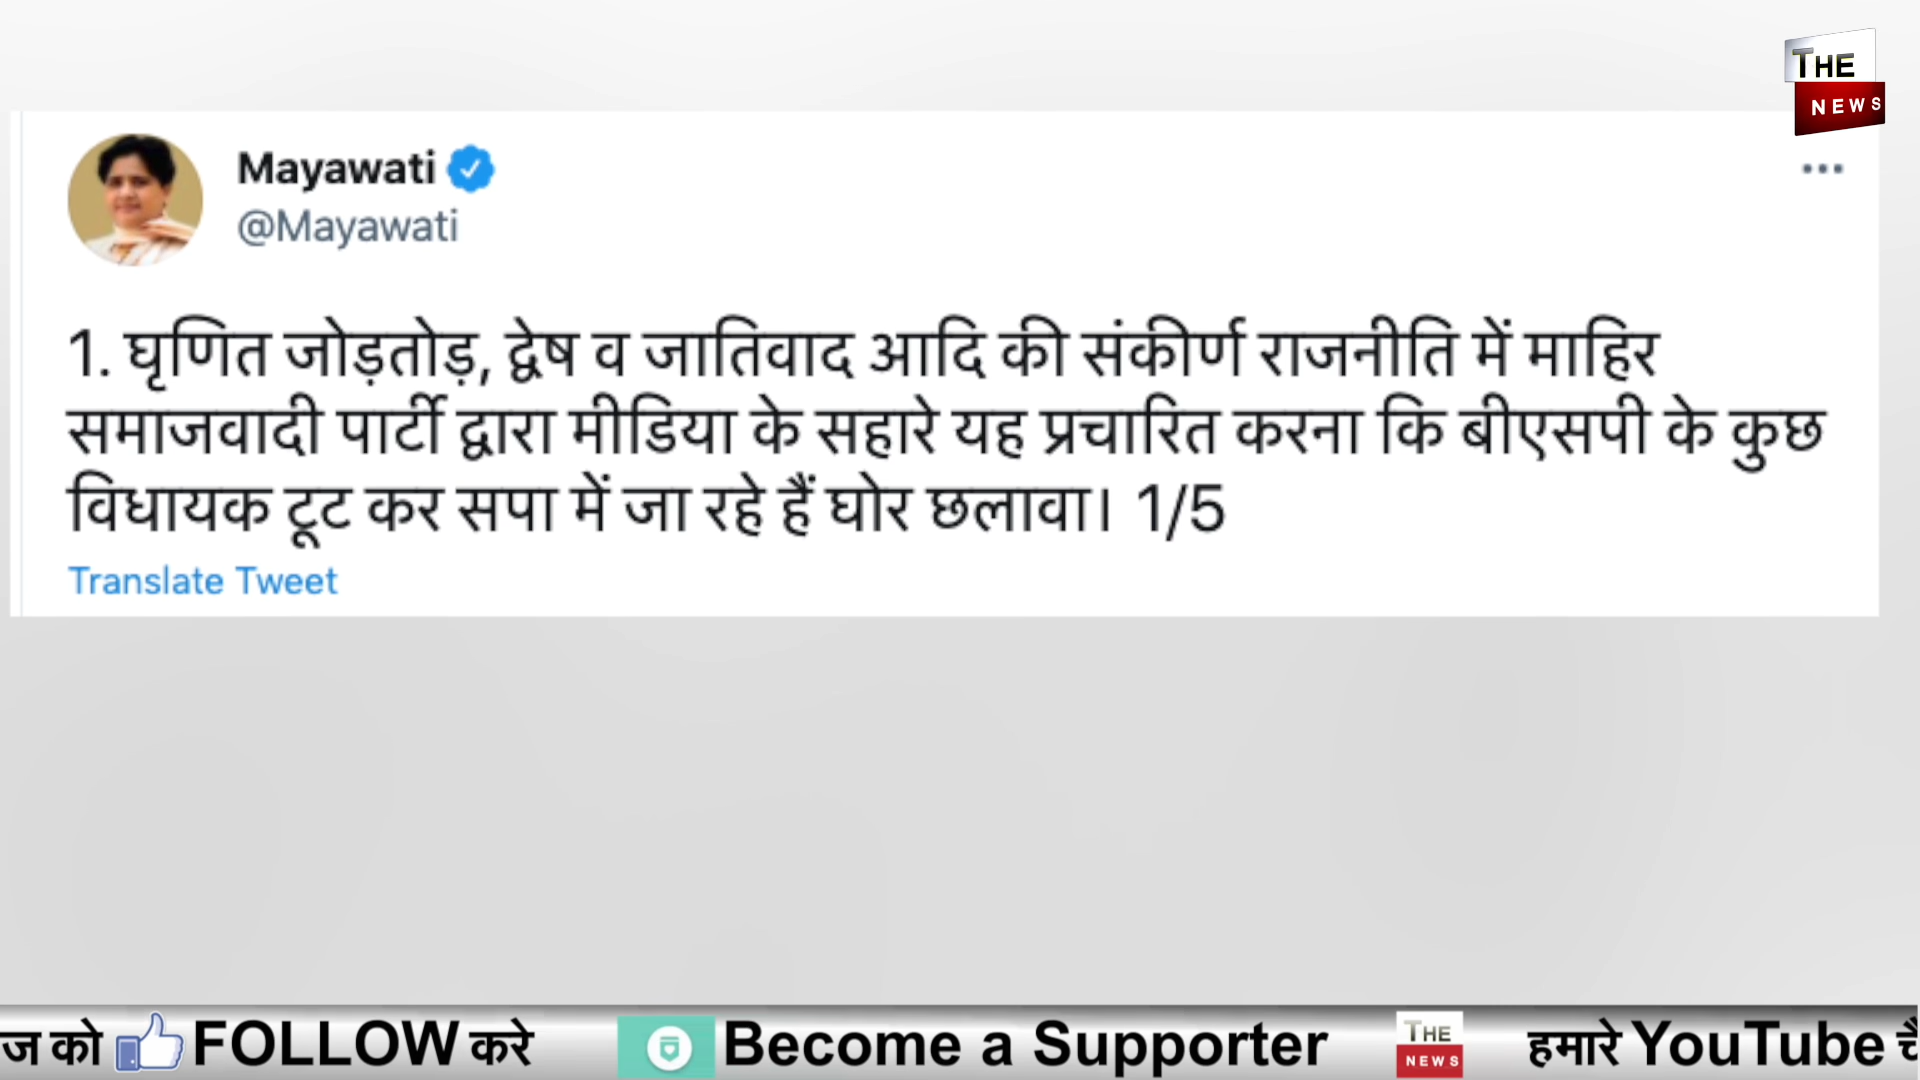 THE
NEWS
Mayawati
@Mayawati
1. घृणित जोड़तोड़, द्वेष व जातिवाद आदि की संकीर्ण राजनीति में माहिर
समाजवादी पार्टी द्वारा मीडिया के सहारे यह प्रचारित करना कि बीएसपी के कुछ
विधायक टूट कर सपा में जा रहे हैं घोर छलावा। 1/5
Translate Tweet
ज को FOLLOW करे Become a Supporter THE NEWS हमारे YouTube